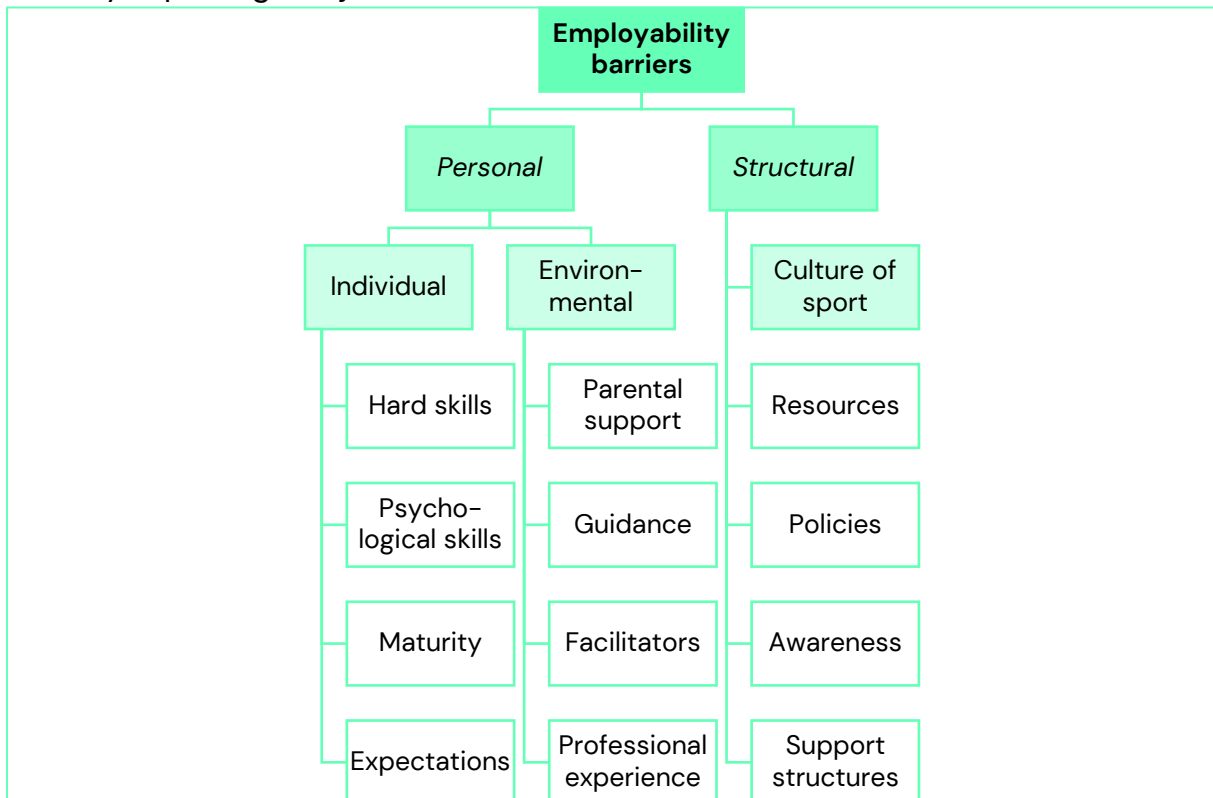 Employability
barriers
Personal
Structural
Individual
Environ-
mental
Culture of
sport
Hard skills
Parental
support
Resources
Psycho-
logical skills
Guidance
Policies
Maturity
Facilitators
Awareness
Expectations
Professional
experience
Support
structures